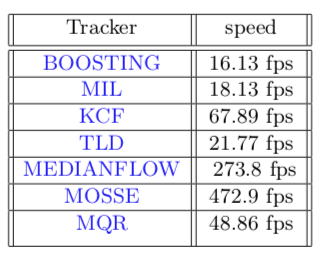 Tracker speed
BOOSTING 16.13 fps
MIL 18.13 fps
KCF 67.89 fps
TLD 21.77 fps
MEDIANFLOW 273.8 fps
MOSSE 472.9 fps
MQR 48.86 fps